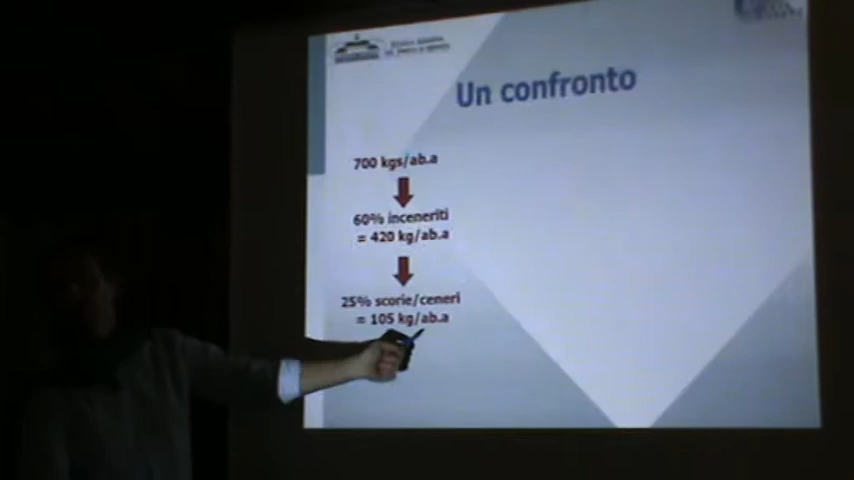 Un confronto
700 kgs/ab.a
60% inceneriti
= 420 kg/ab.a
25% scorie/ceneri
= 105 kg/ab.a